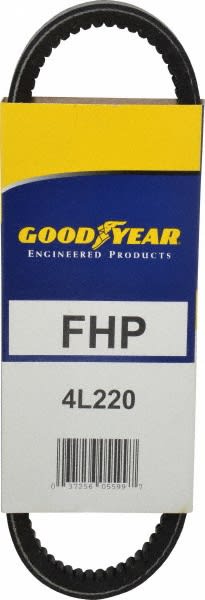 GOODYEAR
ENGINEERED PRODUCTS
FHP
4L220
0 37256 05599 7